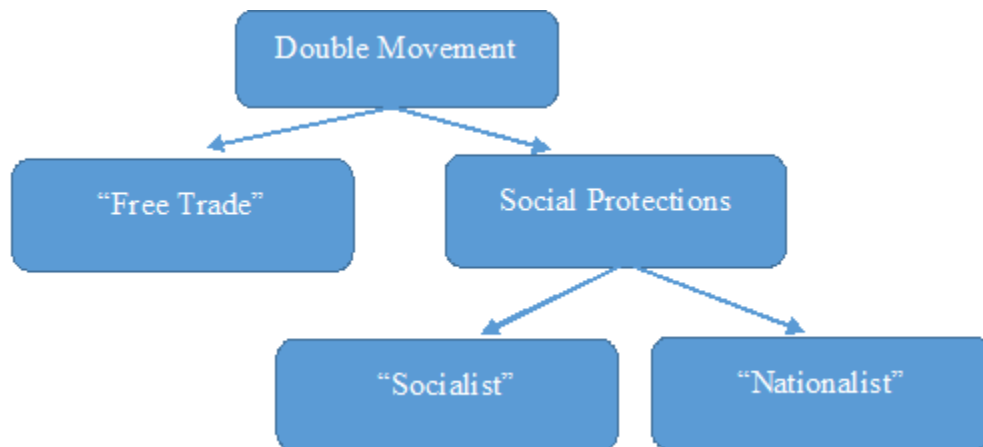 Double Movement
“Free Trade”
Social Protections
“Socialist”
“Nationalist”